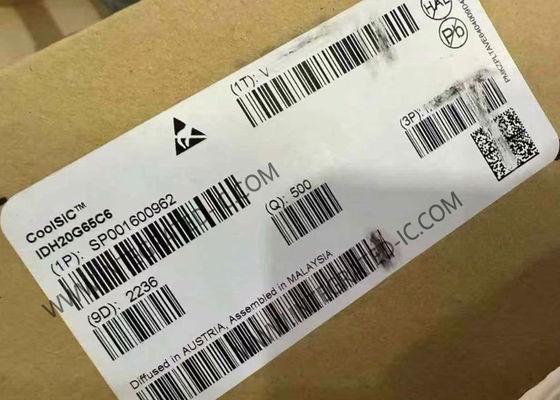 CoolSiC™
IDH20G65C6
(1P): SP001600962
(9D): 2236
(Q): 500
(1T): V
(3P):
Diffused in AUSTRIA, Assembled in MALAYSIA
HAL
Pb